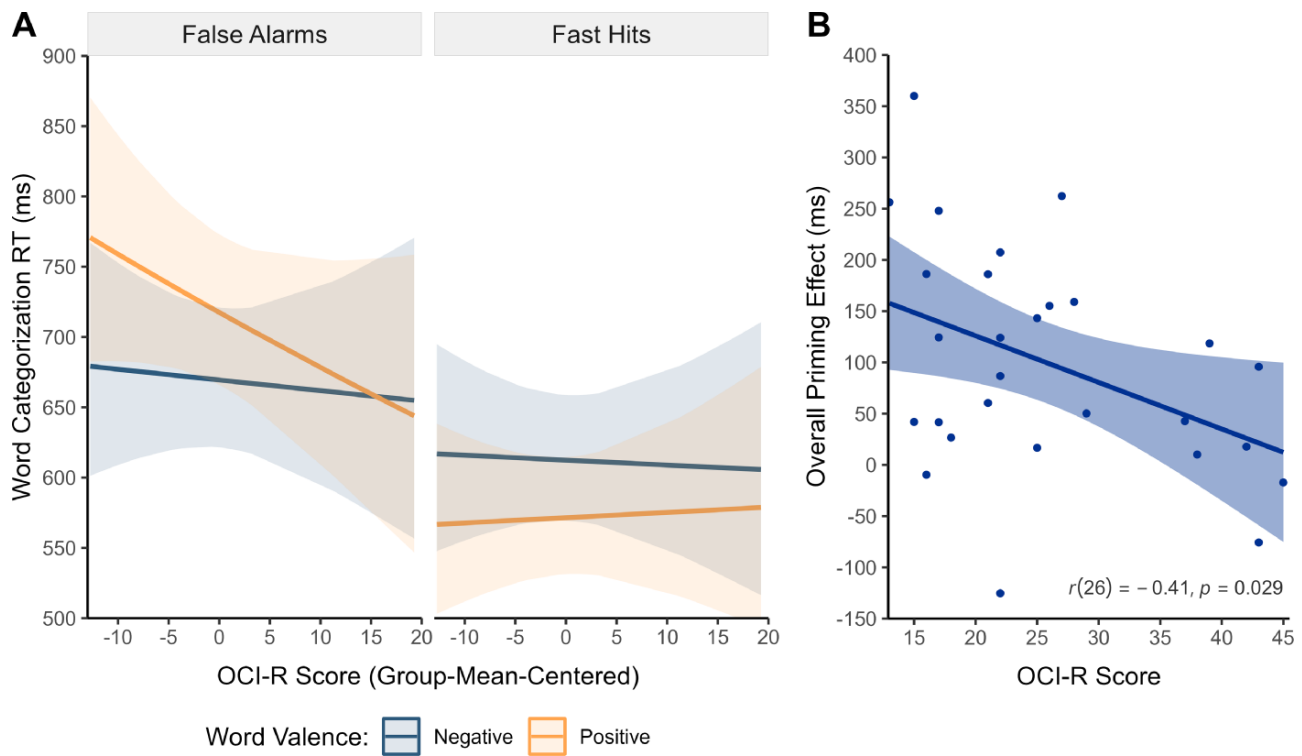 A
False Alarms
Fast Hits
Word Categorization RT (ms)
900
850
800
750
700
650
600
550
500
-10 -5 0 5 10 15 20
-10 -5 0 5 10 15 20
OCI-R Score (Group-Mean-Centered)
Word Valence: Negative Positive
B
Overall Priming Effect (ms)
400
350
300
250
200
150
100
50
0
-50
-100
-150
r(26) = −0.41, p = 0.029
15 20 25 30 35 40 45
OCI-R Score